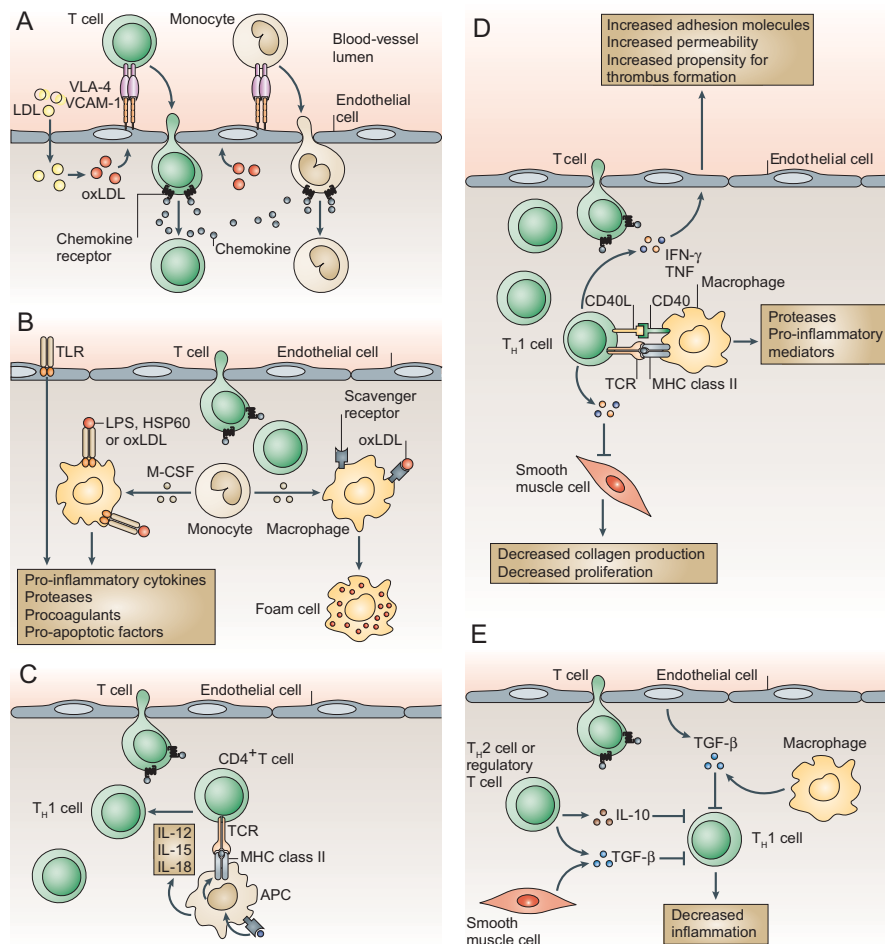 A
T cell
Monocyte
Blood-vessel
lumen
VLA-4
VCAM-1
LDL
Endothelial
cell
oxLDL
Chemokine
receptor
Chemokine
B
TLR
T cell
Endothelial cell
Scavenger
receptor
LPS, HSP60
or oxLDL
oxLDL
M-CSF
Monocyte
Macrophage
Pro-inflammatory cytokines
Proteases
Procoagulants
Pro-apoptotic factors
Foam cell
C
T cell
Endothelial cell
CD4+ T cell
TH1 cell
TCR
IL-12
IL-15
IL-18
MHC class II
APC
D
Increased adhesion molecules
Increased permeability
Increased propensity for
thrombus formation
T cell
Endothelial cell
IFN-γ
TNF
Macrophage
CD40L
CD40
TH1 cell
Proteases
Pro-inflammatory
mediators
TCR
MHC class II
Smooth
muscle cell
Decreased collagen production
Decreased proliferation
E
T cell
Endothelial cell
TH2 cell or
regulatory
T cell
TGF-β
Macrophage
IL-10
TH1 cell
TGF-β
Smooth
muscle cell
Decreased
inflammation